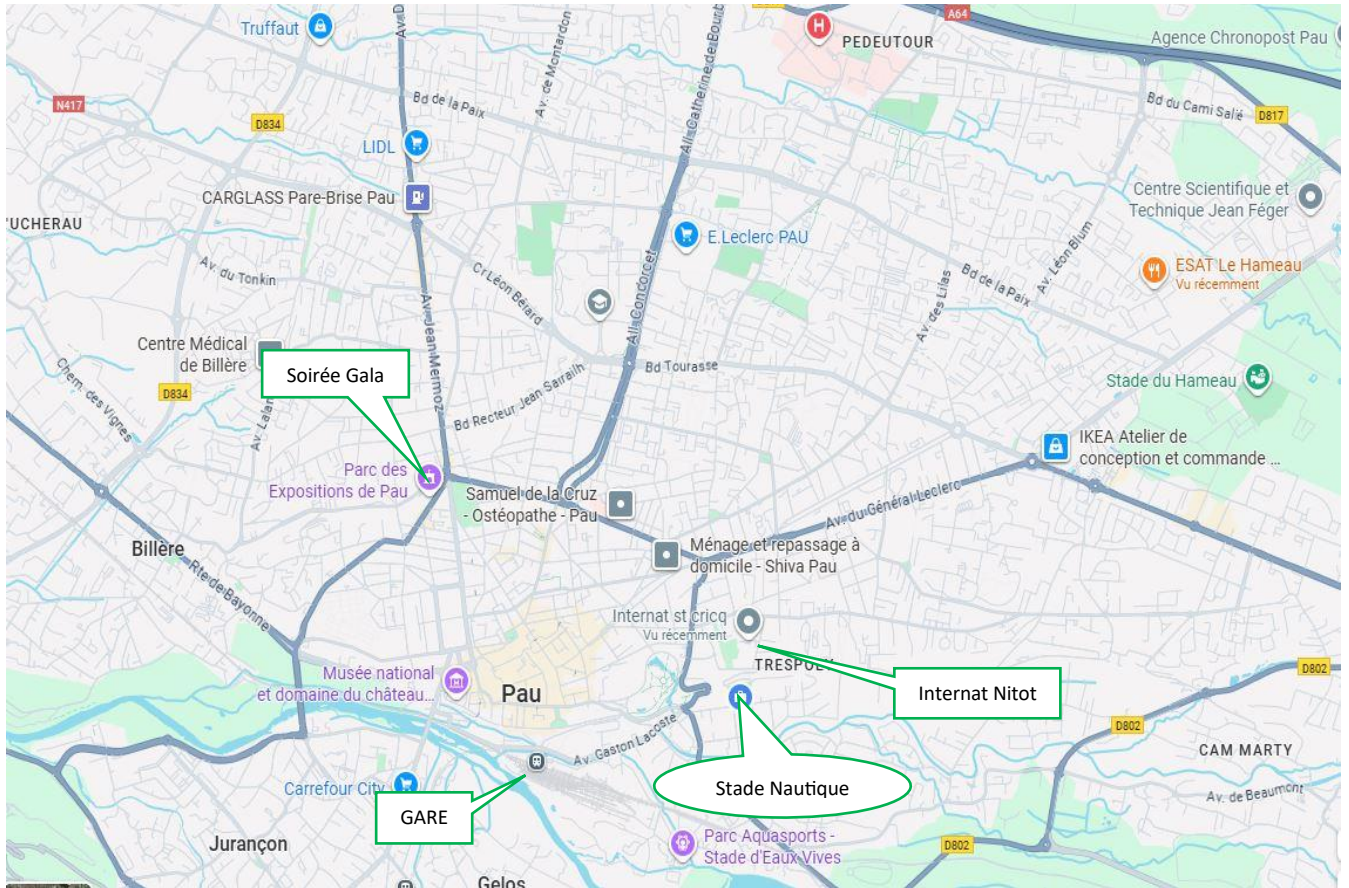 Truffaut
Av. D
Av. de Montardon
All. Catherine de Bourb
A64
PEDEUTOUR
Agence Chronopost Pau
N417
D834
Bd de la Paix
Bd du Cami Salié
D817
LIDL
CARGLASS Pare-Brise Pau
Centre Scientifique et
Technique Jean Féger
'UCHERAU
E.Leclerc PAU
Av. du Tonkin
Cr Léon Bérard
Bd de la Paix
Av. Léon Blum
ESAT Le Hameau
Vu récemment
Av. Jean Mermoz
All. Condorcet
Av. des Lilas
Centre Médical
de Billère
Soirée Gala
Bd Tourasse
Chem. des Vignes
D834
Av. Lalan
Bd Recteur Jean Sarrailh
Stade du Hameau
IKEA Atelier de
conception et commande ...
Parc des
Expositions de Pau
Samuel de la Cruz
- Ostéopathe - Pau
Av. du Général Leclerc
Billère
Rte de Bayonne
Ménage et repassage à
domicile - Shiva Pau
Internat st cricq
Vu récemment
TRESPOEY
D802
Musée national
et domaine du château...
Pau
Internat Nitot
D802
Av. Gaston Lacoste
CAM MARTY
Carrefour City
Stade Nautique
Av. de Beaumont
GARE
Jurançon
Parc Aquasports -
Stade d'Eaux Vives
D802
Gelos